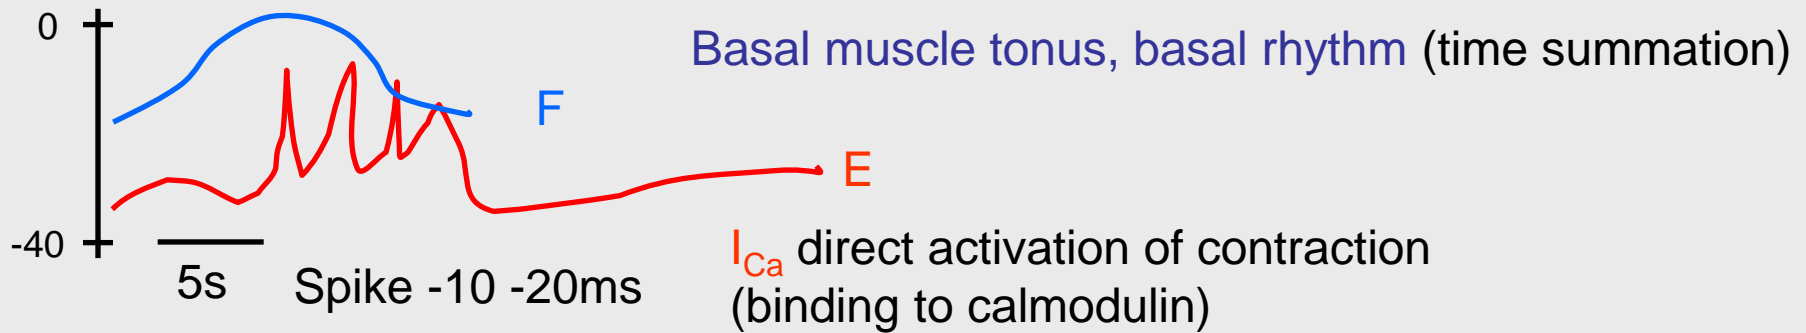 0
Basal muscle tonus, basal rhythm (time summation)
F
E
-40
I_Ca direct activation of contraction
5s
Spike -10 -20ms
(binding to calmodulin)